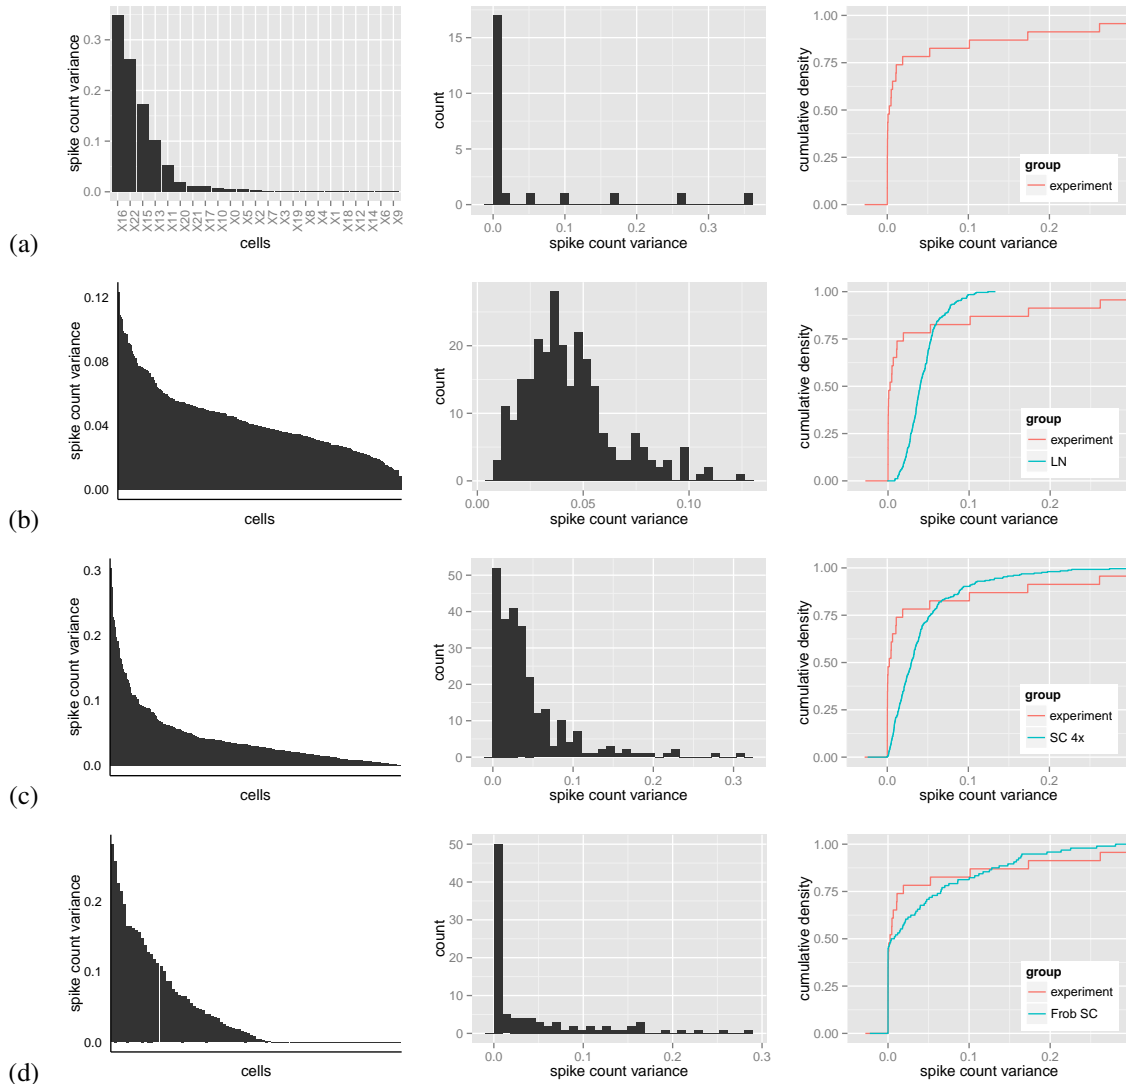 spike count variance
0.3
0.2
0.1
0.0
X16
X22
X15
X13
X11
X20
X21
X17
X10
X0
X5
X2
X7
X3
X19
X8
X4
X1
X18
X12
X14
X6
X9
cells
count
15
10
5
0
0.0 0.1 0.2 0.3
spike count variance
cumulative density
1.00
0.75
0.50
0.25
0.00
0.0 0.1 0.2
spike count variance
group
experiment
(a)
spike count variance
0.12
0.08
0.04
0.00
cells
count
20
10
0
0.00 0.05 0.10
spike count variance
cumulative density
1.00
0.75
0.50
0.25
0.00
0.0 0.1 0.2
spike count variance
group
experiment
LN
(b)
spike count variance
0.3
0.2
0.1
0.0
cells
count
50
40
30
20
10
0
0.0 0.1 0.2 0.3
spike count variance
cumulative density
1.00
0.75
0.50
0.25
0.00
0.0 0.1 0.2
spike count variance
group
experiment
SC 4x
(c)
spike count variance
0.2
0.1
0.0
cells
count
50
40
30
20
10
0
0.0 0.1 0.2 0.3
spike count variance
cumulative density
1.00
0.75
0.50
0.25
0.00
0.0 0.1 0.2
spike count variance
group
experiment
Frob SC
(d)